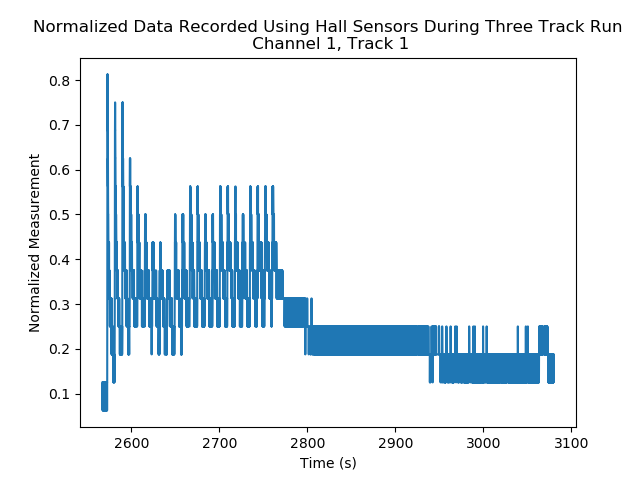 Normalized Data Recorded Using Hall Sensors During Three Track Run
Channel 1, Track 1
0.8
0.7
0.6
0.5
0.4
0.3
0.2
0.1
Normalized Measurement
2600 2700 2800 2900 3000 3100
Time (s)